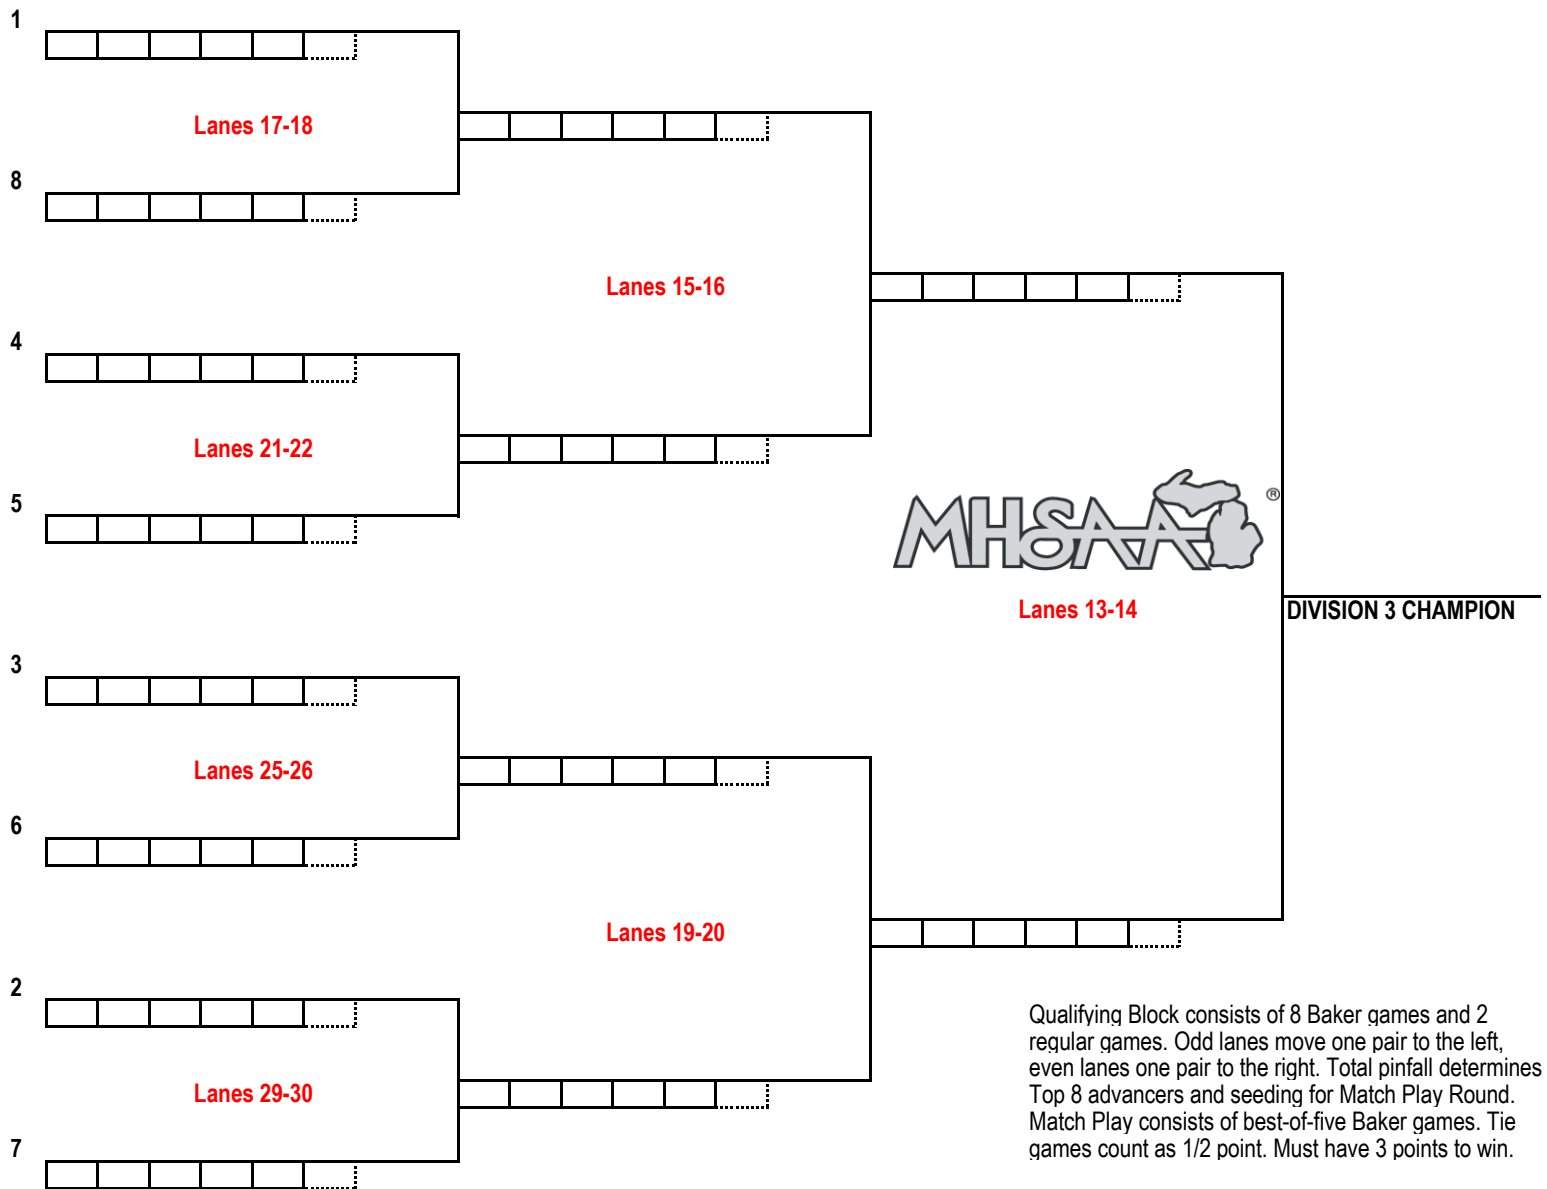 1
Lanes 17-18
8
Lanes 15-16
4
Lanes 21-22
5
MHSAA ®
Lanes 13-14
DIVISION 3 CHAMPION
3
Lanes 25-26
6
Lanes 19-20
2
Lanes 29-30
7
Qualifying Block consists of 8 Baker games and 2
regular games. Odd lanes move one pair to the left,
even lanes one pair to the right. Total pinfall determines
Top 8 advancers and seeding for Match Play Round.
Match Play consists of best-of-five Baker games. Tie
games count as 1/2 point. Must have 3 points to win.